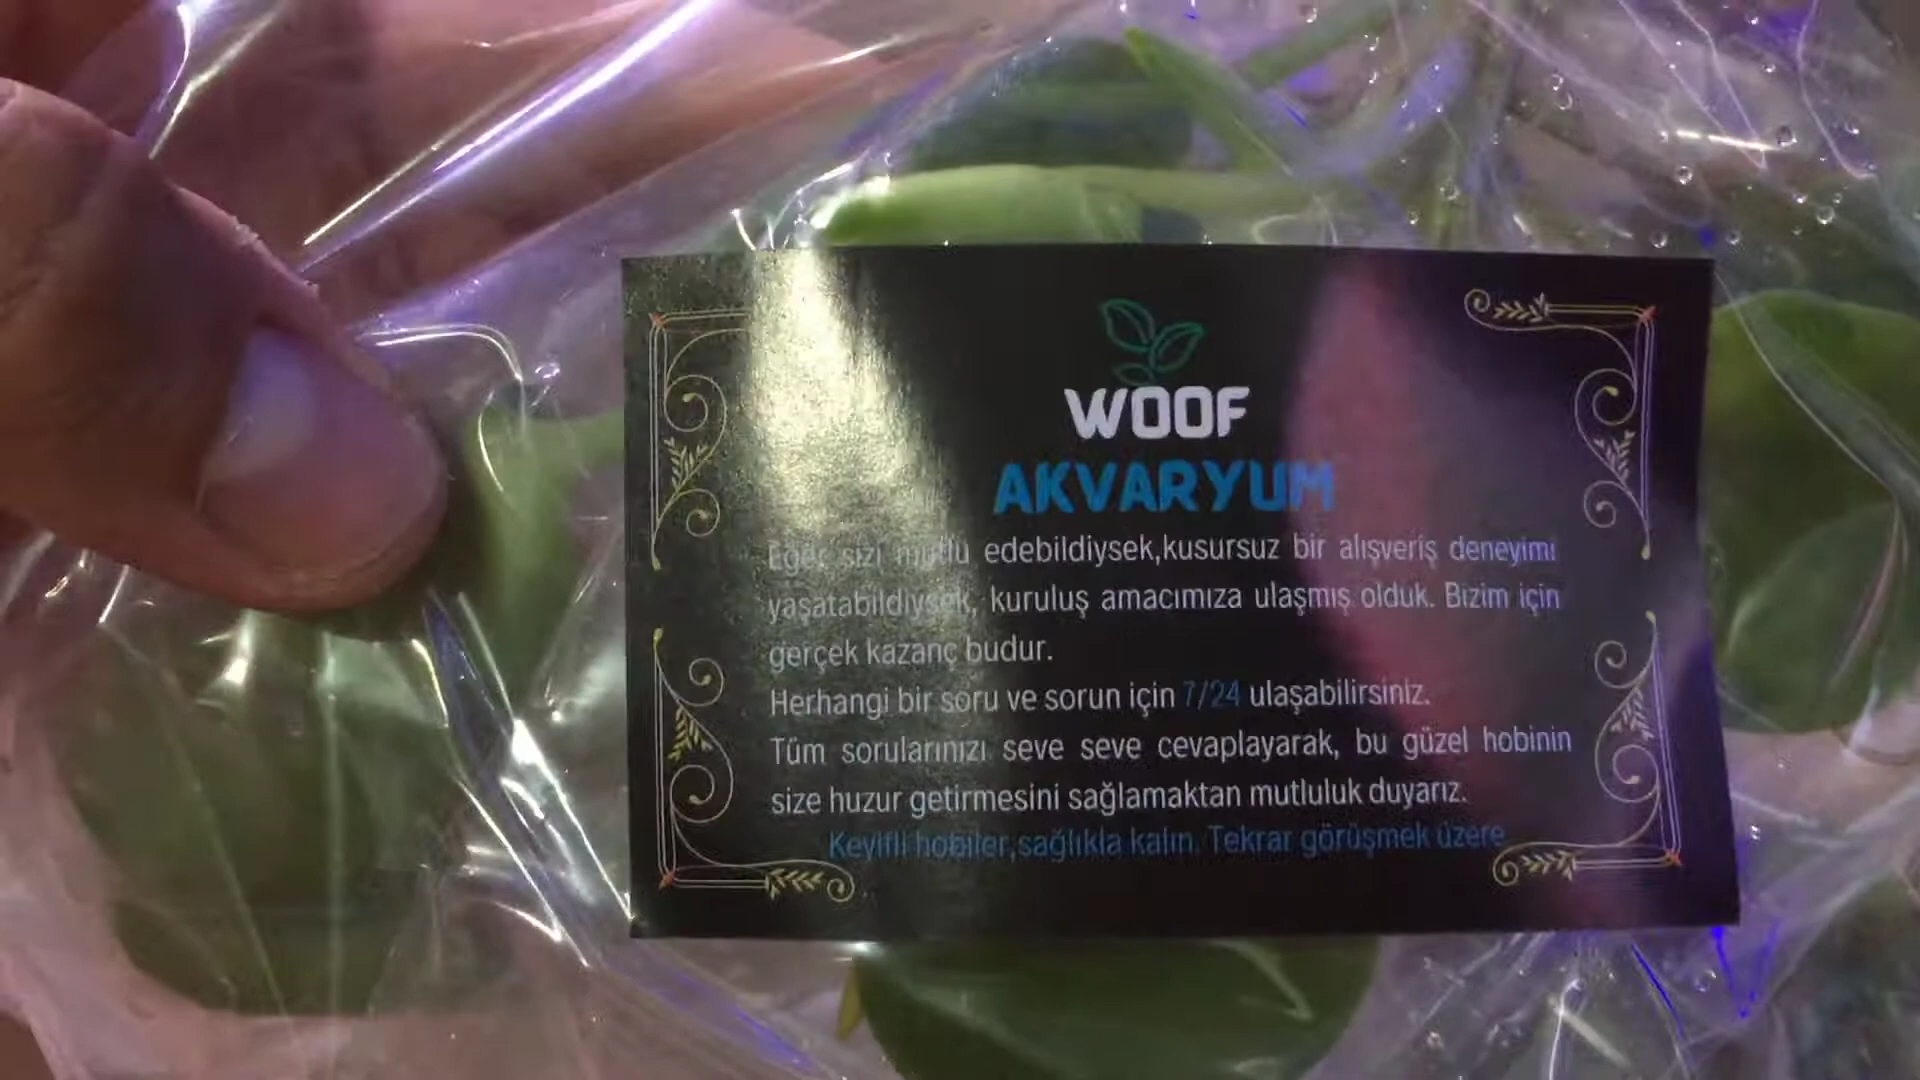 WOOF
AKVARYUM
Eğer sizi mutlu edebildiysek,kusursuz bir alışveriş deneyimi
yaşatabildiysek, kuruluş amacımıza ulaşmış olduk. Bizim için
gerçek kazanç budur.
Herhangi bir soru ve sorun için 7/24 ulaşabilirsiniz.
Tüm sorularınızı seve seve cevaplayarak, bu güzel hobinin
size huzur getirmesini sağlamaktan mutluluk duyarız.
Keyifli hobiler,sağlıkla kalın. Tekrar görüşmek üzere